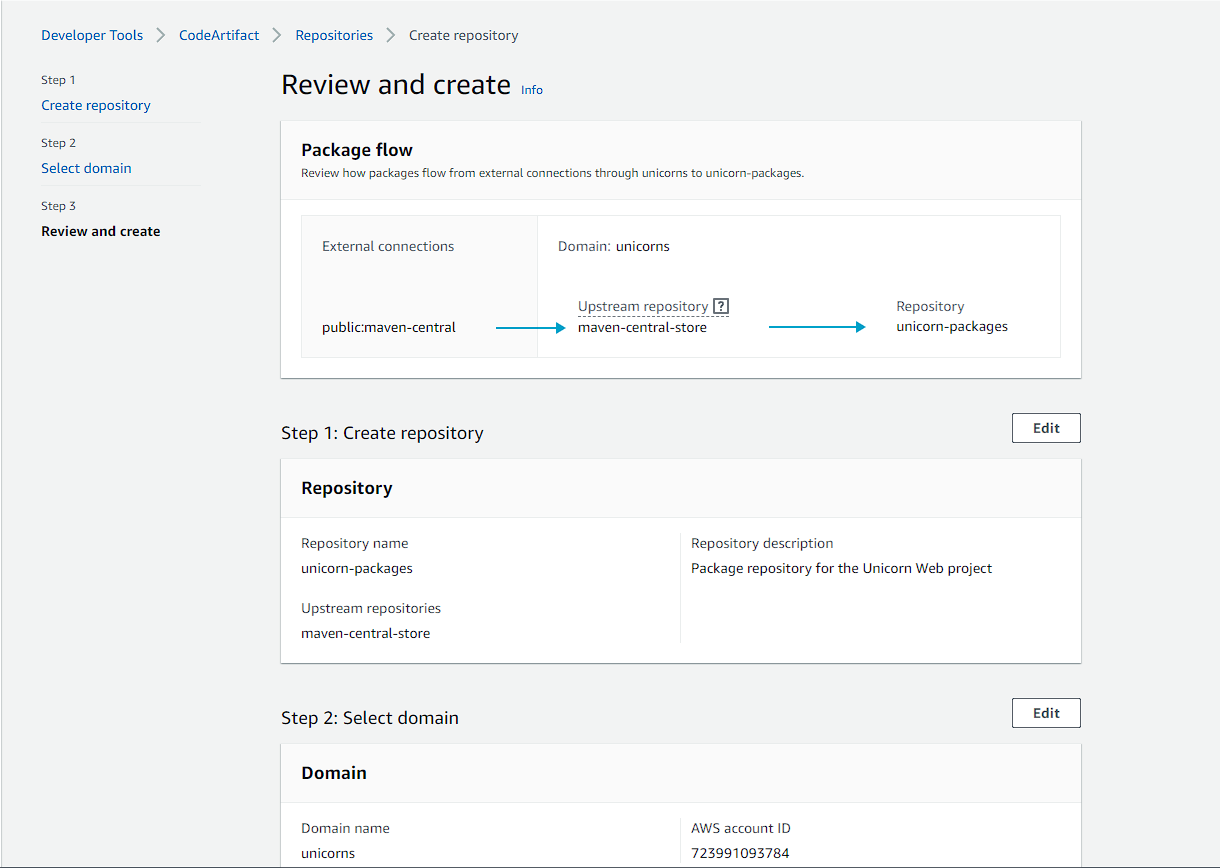 Developer Tools > CodeArtifact > Repositories > Create repository
Step 1
Create repository
Step 2
Select domain
Step 3
Review and create
Review and create Info
Package flow
Review how packages flow from external connections through unicorns to unicorn-packages.
External connections
public:maven-central
Domain: unicorns
Upstream repository ?
maven-central-store
Repository
unicorn-packages
Step 1: Create repository
Edit
Repository
Repository name
unicorn-packages
Upstream repositories
maven-central-store
Repository description
Package repository for the Unicorn Web project
Step 2: Select domain
Edit
Domain
Domain name
unicorns
AWS account ID
723991093784